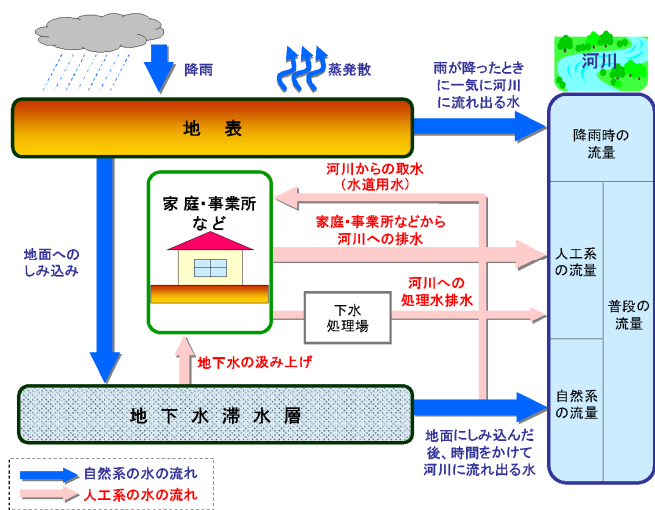 降雨
蒸発散
雨が降ったとき
に一気に河川
に流れ出る水
河川
地 表
降雨時の
流量
河川からの取水
(水道用水)
家 庭・事業所
など
家庭・事業所などから
河川への排水
地面への
しみ込み
人工系
の流量
河川への
処理水排水
下水
処理場
普段の
流量
地下水の汲み上げ
自然系
の流量
地 下 水 滞 水 層
地面にしみ込んだ
後、時間をかけて
河川に流れ出る水
自然系の水の流れ
人工系の水の流れ